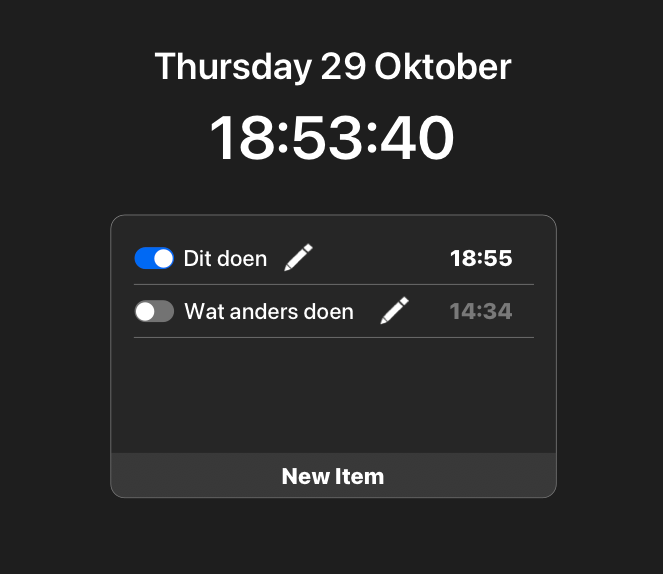 Thursday 29 Oktober
18:53:40
Dit doen 18:55
Wat anders doen 14:34
New Item